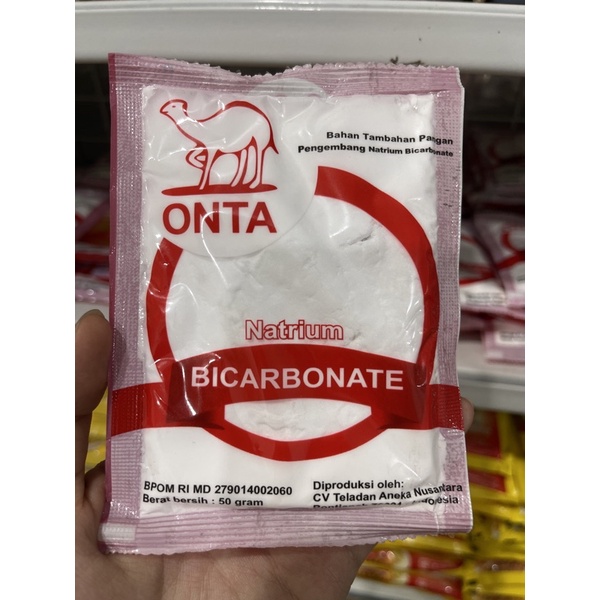 Bahan Tambahan Pangan
Pengembang Natrium Bicarbonate
ONTA
Natrium
BICARBONATE
BPOM RI MD 279014002060
Berat bersih : 50 gram
Diproduksi oleh:
CV Teladan Aneka Nusantara